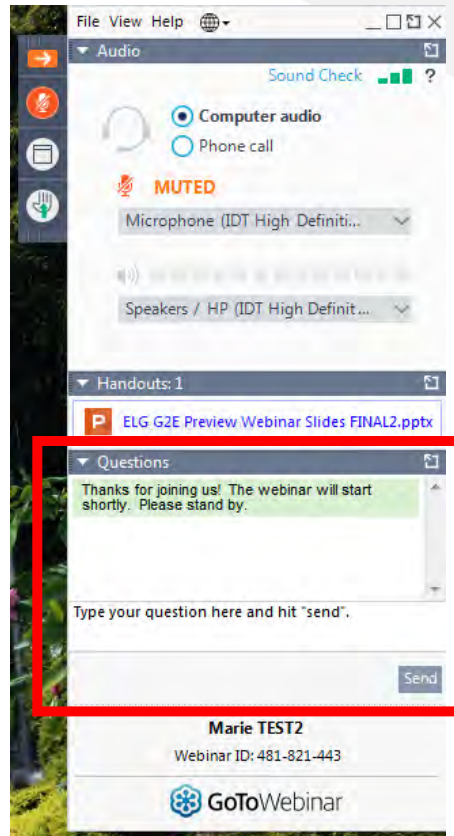 File View Help
Audio
Sound Check ?
Computer audio
Phone call
MUTED
Microphone (IDT High Definiti...
Speakers / HP (IDT High Definit...
Handouts: 1
P ELG G2E Preview Webinar Slides FINAL2.pptx
Questions
Thanks for joining us! The webinar will start
shortly. Please stand by.
Type your question here and hit "send".
Send
Marie TEST2
Webinar ID: 481-821-443
GoToWebinar